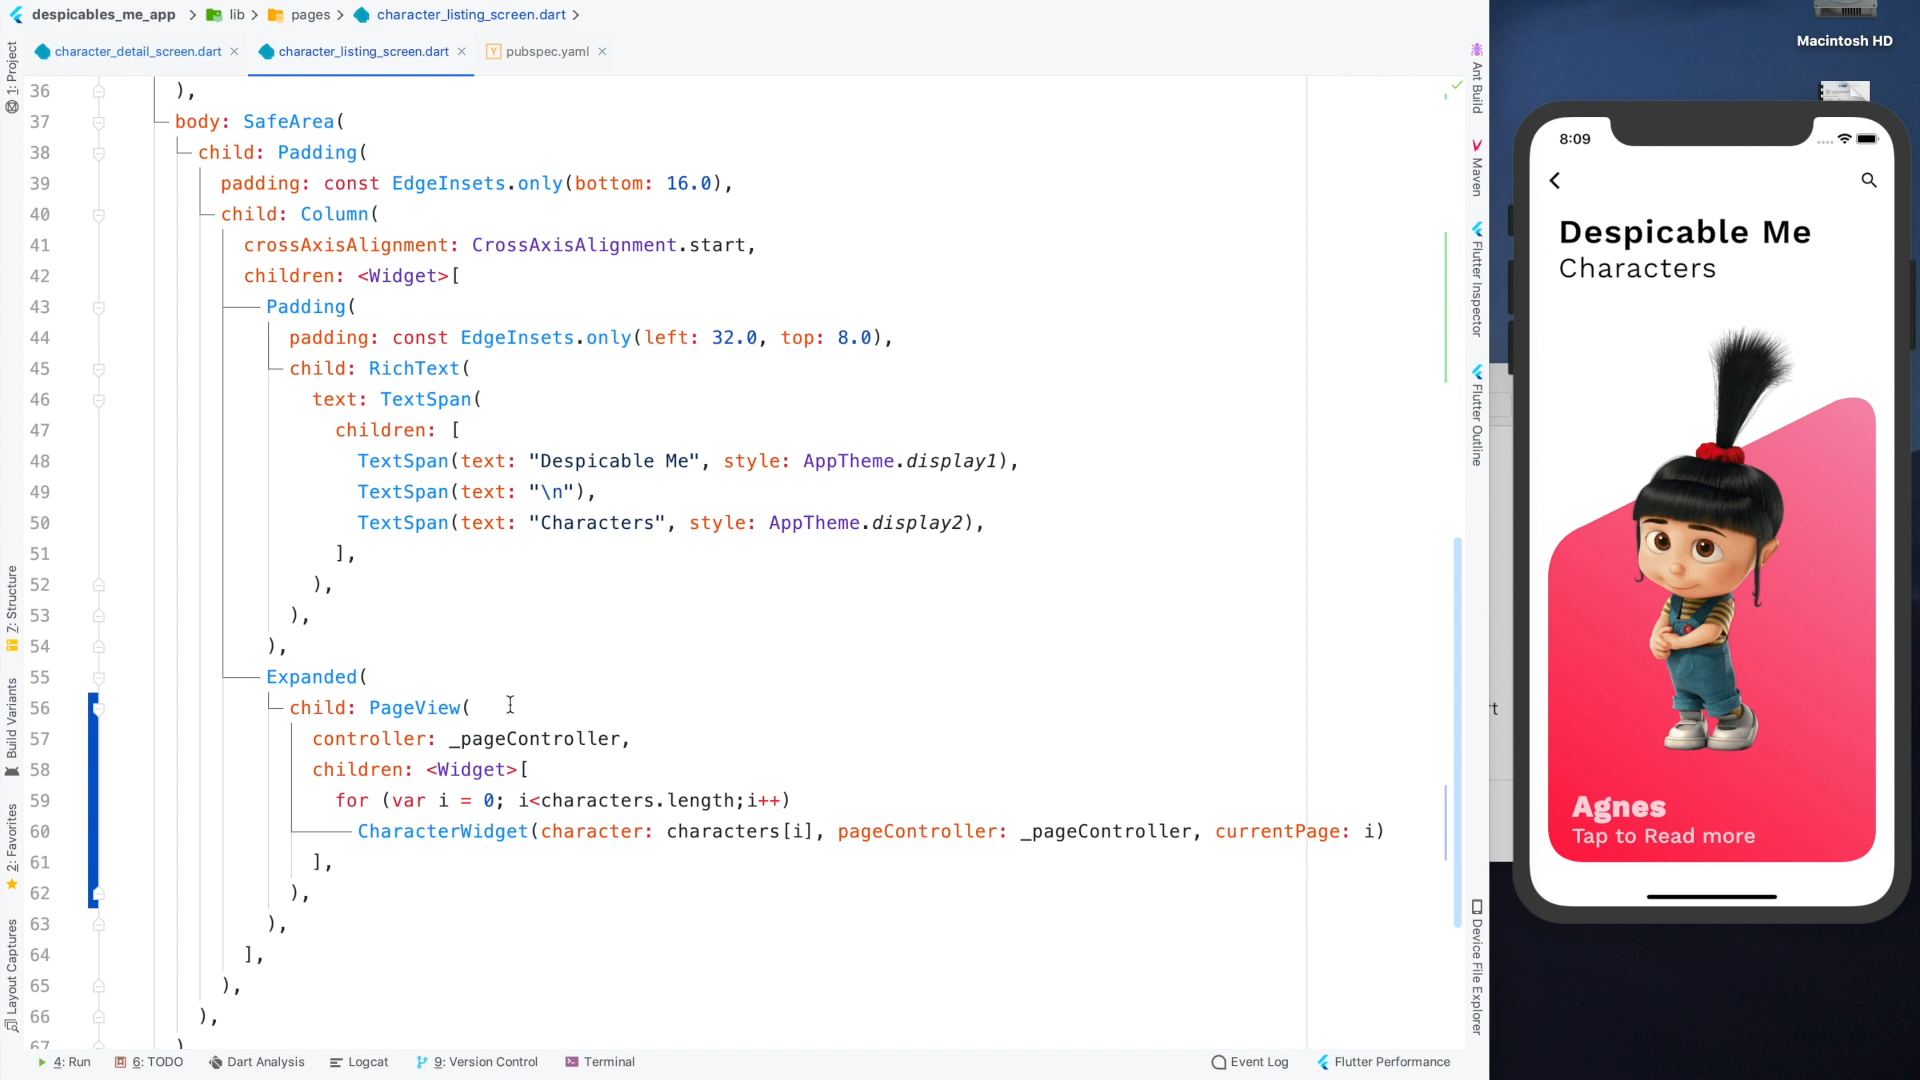 despicables_me_app > lib > pages > character_listing_screen.dart >
Macintosh HD
character_detail_screen.dart ×
character_listing_screen.dart ×
pubspec.yaml ×
1: Project
7: Structure
Build Variants
2: Favorites
Layout Captures
36 ),
37 body: SafeArea(
38 child: Padding(
39 padding: const EdgeInsets.only(bottom: 16.0),
40 child: Column(
41 crossAxisAlignment: CrossAxisAlignment.start,
42 children: <Widget>[
43 Padding(
44 padding: const EdgeInsets.only(left: 32.0, top: 8.0),
45 child: RichText(
46 text: TextSpan(
47 children: [
48 TextSpan(text: "Despicable Me", style: AppTheme.display1),
49 TextSpan(text: "\n"),
50 TextSpan(text: "Characters", style: AppTheme.display2),
51 ],
52 ),
53 ),
54 ),
55 Expanded(
56 child: PageView(
57 controller: _pageController,
58 children: <Widget>[
59 for (var i = 0; i<characters.length;i++)
60 CharacterWidget(character: characters[i], pageController: _pageController, currentPage: i)
61 ],
62 ),
63 ),
64 ],
65 ),
66 ),
67 )
Ant Build
Maven
Flutter Inspector
Flutter Outline
Device File Explorer
8:09
Despicable Me
Characters
Agnes
Tap to Read more
4: Run
6: TODO
Dart Analysis
Logcat
9: Version Control
Terminal
Event Log
Flutter Performance